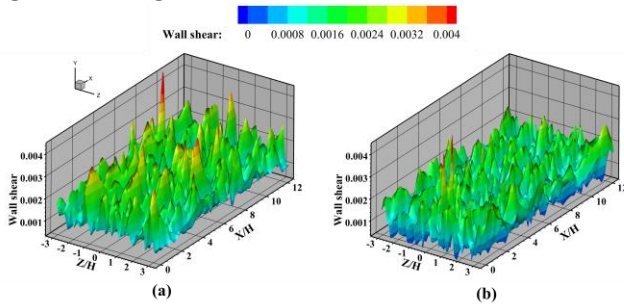 Wall shear: 0 0.0008 0.0016 0.0024 0.0032 0.004
Y
X
Z
0.004
0.003
0.002
0.001
Wall shear
-3 -2 -1 0 1 2 3
Z/H
0 2 4 6 8 10 12
X/H
(a)
0.004
0.003
0.002
0.001
Wall shear
-3 -2 -1 0 1 2 3
Z/H
0 2 4 6 8 10 12
X/H
(b)